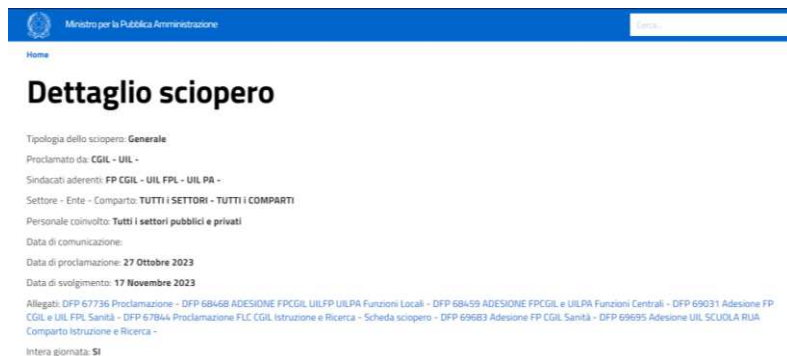 Ministro per la Pubblica Amministrazione
Cerca...
Home
Dettaglio sciopero
Tipologia dello sciopero: Generale
Proclamato da: CGIL - UIL -
Sindacati aderenti: FP CGIL - UIL FPL - UIL PA -
Settore - Ente - Comparto: TUTTI i SETTORI - TUTTI i COMPARTI
Personale coinvolto: Tutti i settori pubblici e privati
Data di comunicazione:
Data di proclamazione: 27 Ottobre 2023
Data di svolgimento: 17 Novembre 2023
Allegati: DFP 67736 Proclamazione - DFP 68468 ADESIONE FPCGIL UILFP UILPA Funzioni Locali - DFP 68459 ADESIONE FPCGIL e UILPA Funzioni Centrali - DFP 69031 Adesione FP
CGIL e UIL FPL Sanità - DFP 67844 Proclamazione FLC CGIL Istruzione e Ricerca - Scheda sciopero - DFP 69683 Adesione FP CGIL Sanità - DFP 69695 Adesione UIL SCUOLA RUA
Comparto Istruzione e Ricerca -
Intera giornata: SI